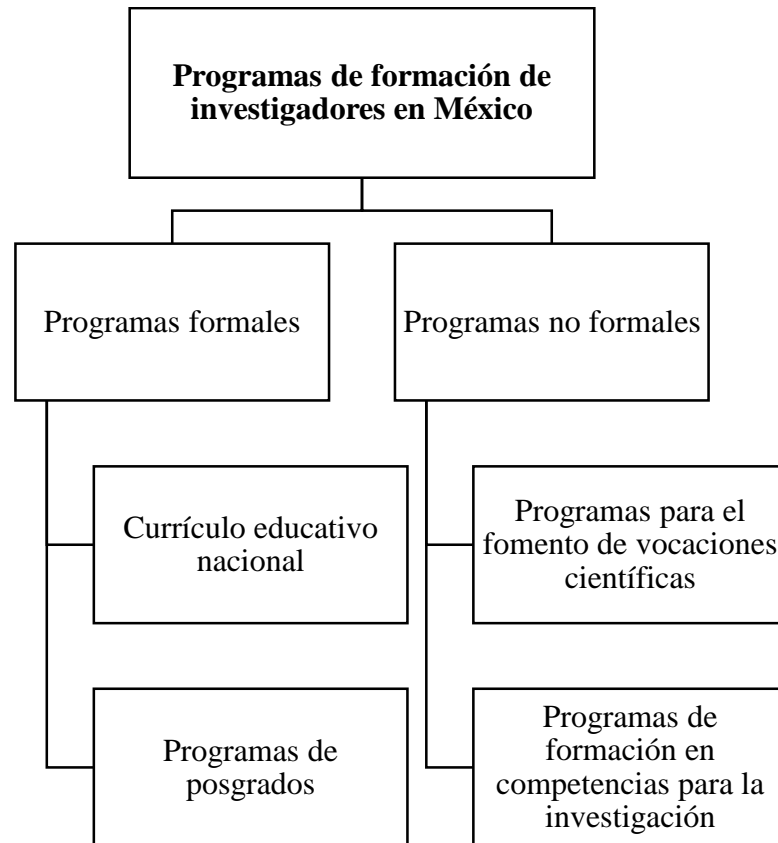 Programas de formación de
investigadores en México
Programas formales
Programas no formales
Currículo educativo
nacional
Programas para el
fomento de vocaciones
científicas
Programas de
posgrados
Programas de
formación en
competencias para la
investigación